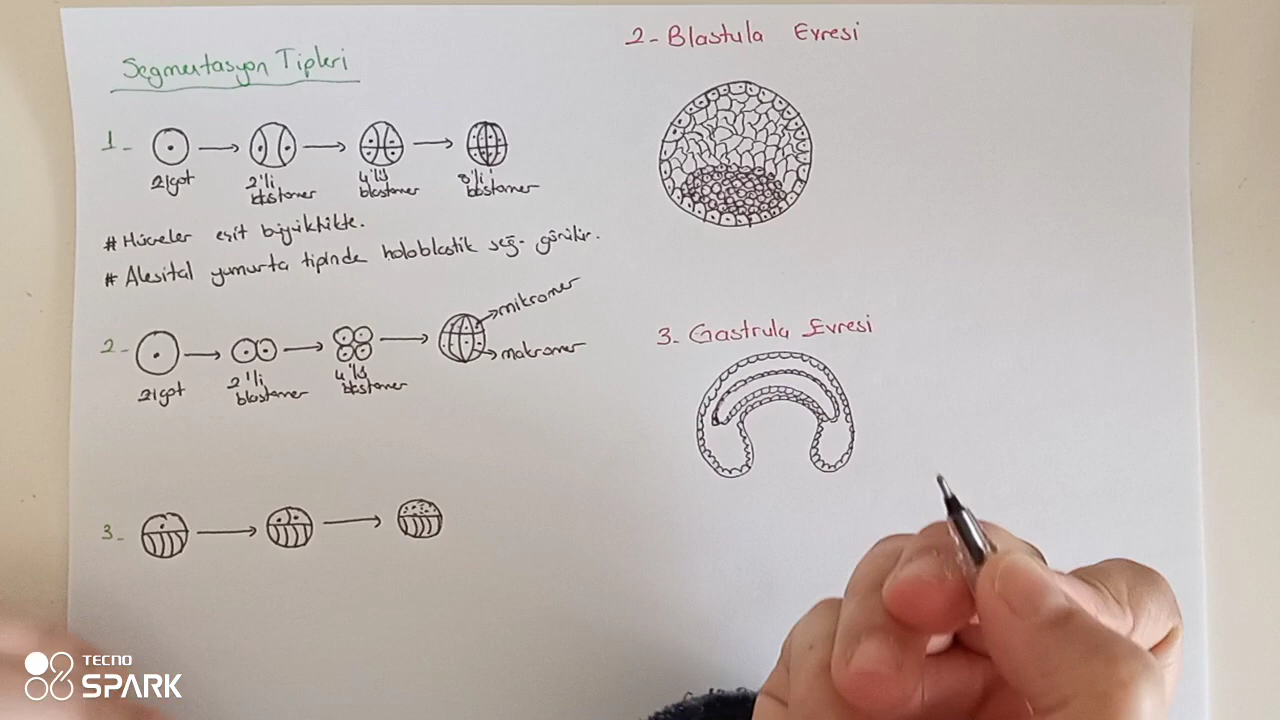 Segmentasyon Tipleri
1-
zigot
2'li blastomer
4'lü blastomer
8'li blastomer
# Hücreler eşit büyüklükte.
# Alesital yumurta tipinde holoblastik seg- görülür.
2-
zigot
2'li blastomer
4'lü blastomer
mikromer
makromer
3-
2- Blastula Evresi
3. Gastrula Evresi
TECNO
SPARK